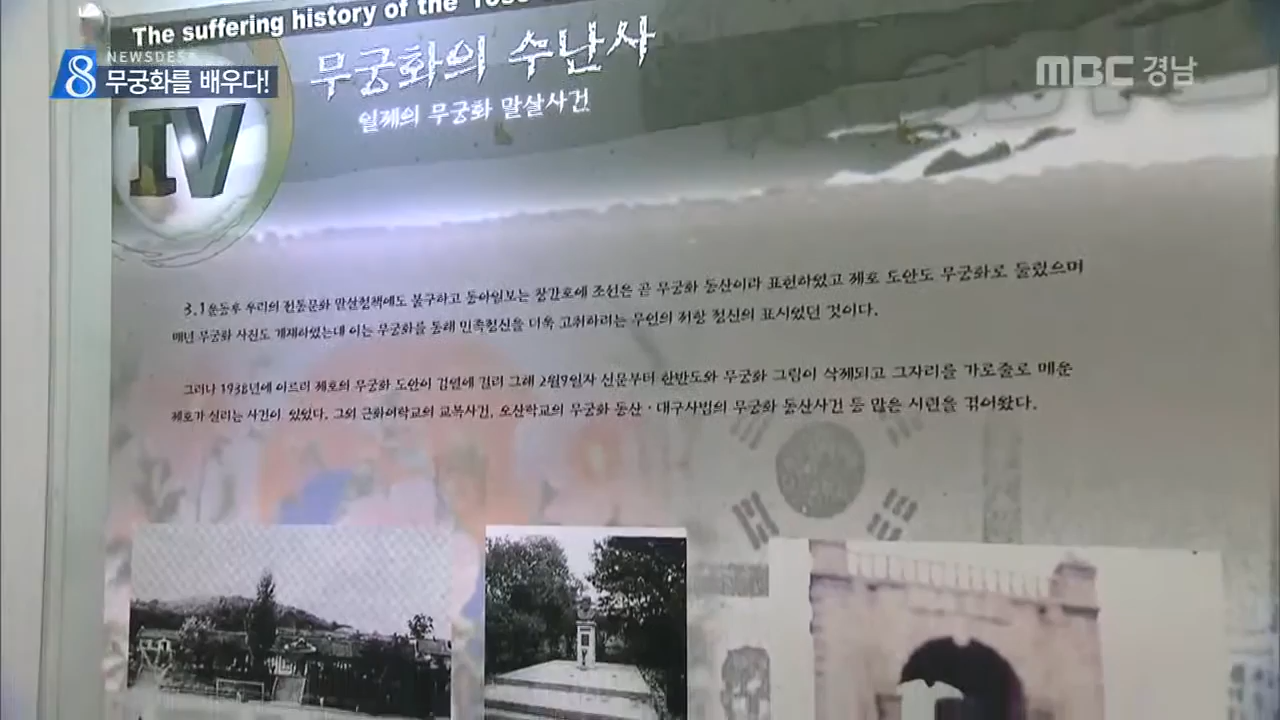 The suffering history of the
NEWSDESK
8 무궁화를 배우다!
MBC 경남
무궁화의 수난사
일제의 무궁화 말살사건
IV
3.1운동후 우리의 전통문화 말살정책에도 불구하고 동아일보는 창간호에 조선은 곧 무궁화 동산이라 표현하였고 제호 도안도 무궁화로 둘렀으며
매년 무궁화 사진도 게재하였는데 이는 무궁화를 통해 민족정신을 더욱 고취하려는 무언의 저항 정신의 표시였던 것이다.
그러나 1938년에 이르러 제호의 무궁화 도안이 검열에 걸려 그해 2월9일자 신문부터 한반도와 무궁화 그림이 삭제되고 그자리를 가로줄로 메운
제호가 실리는 사건이 있었다. 그외 근화여학교의 교복사건, 오산학교의 무궁화 동산 · 대구사범의 무궁화 동산사건 등 많은 시련을 겪어왔다.